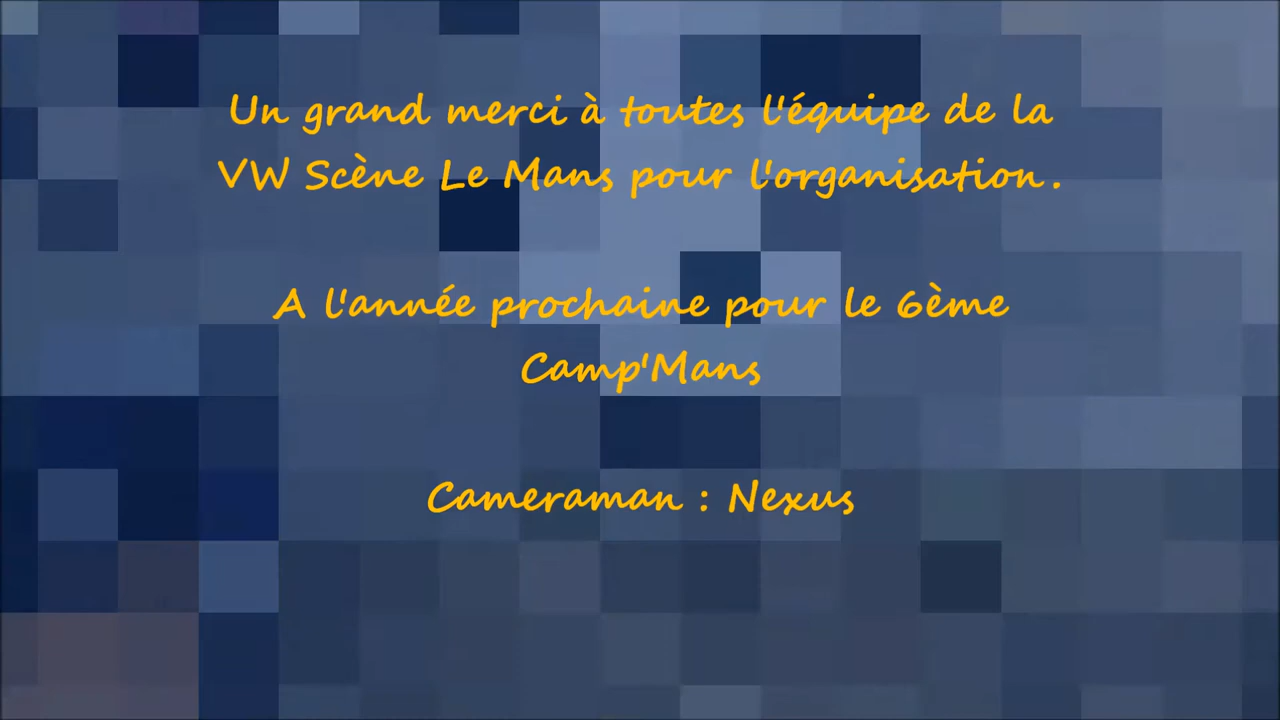 Un grand merci à toutes l'équipe de la
VW Scène Le Mans pour l'organisation.
A l'année prochaine pour le 6ème
Camp'Mans
Cameraman : Nexus